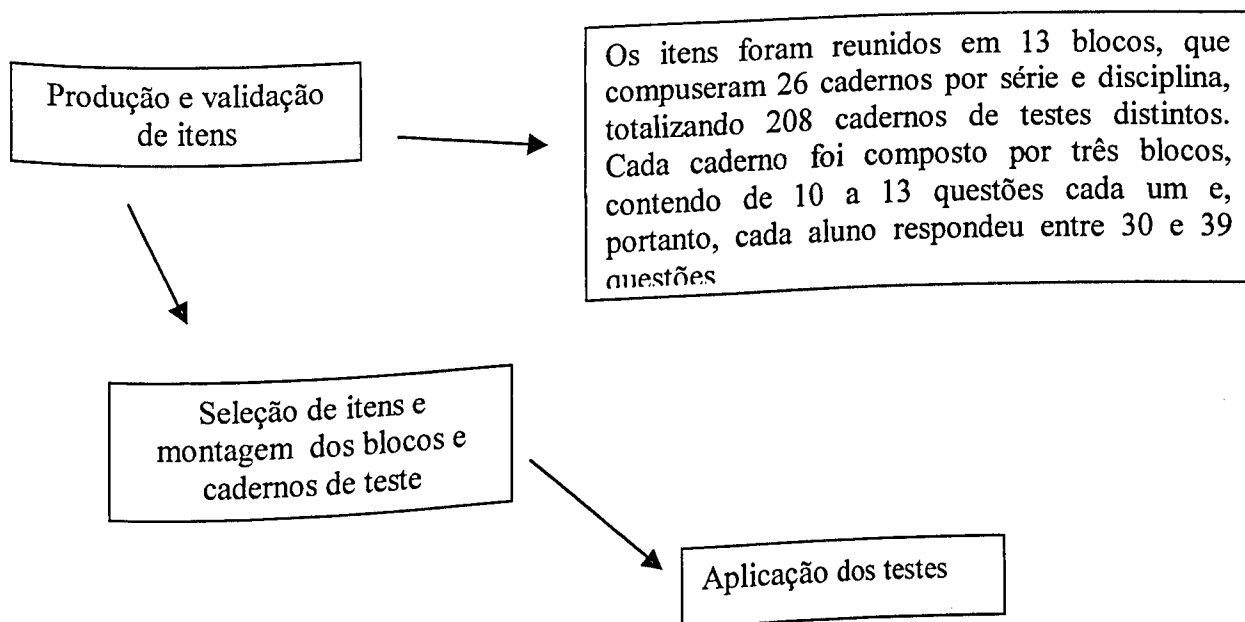 Produção e validação
de itens
Os itens foram reunidos em 13 blocos, que
compuseram 26 cadernos por série e disciplina,
totalizando 208 cadernos de testes distintos.
Cada caderno foi composto por três blocos,
contendo de 10 a 13 questões cada um e,
portanto, cada aluno respondeu entre 30 e 39
questões
Seleção de itens e
montagem dos blocos e
cadernos de teste
Aplicação dos testes